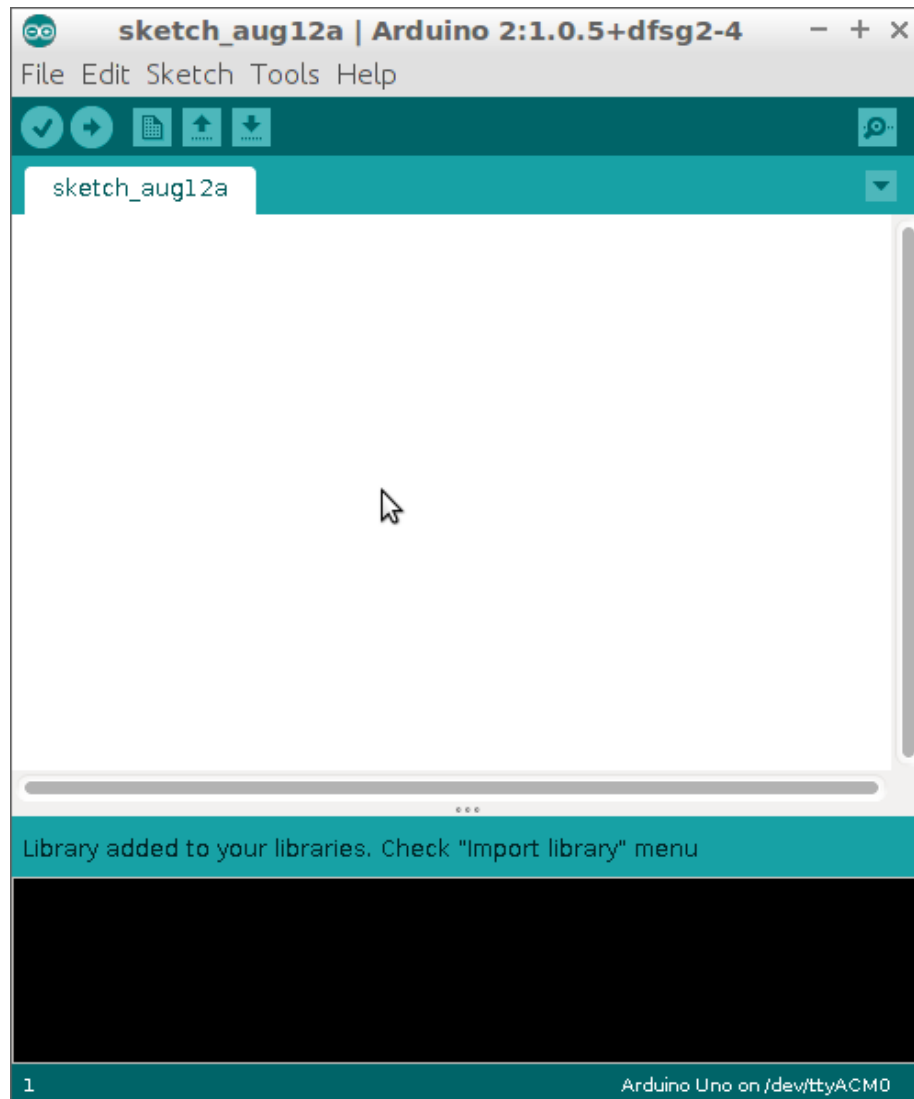 sketch_aug12a | Arduino 2:1.0.5+dfsg2-4
File Edit Sketch Tools Help
sketch_aug12a
Library added to your libraries. Check "Import library" menu
1 Arduino Uno on /dev/ttyACM0